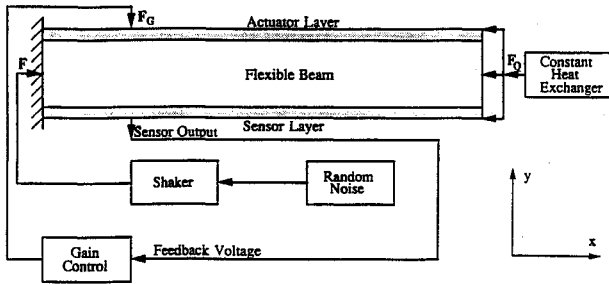 F_G
Actuator Layer
F
Flexible Beam
F_Q
Constant
Heat
Exchanger
Sensor Output
Sensor Layer
Shaker
Random
Noise
y
x
Gain
Control
Feedback Voltage